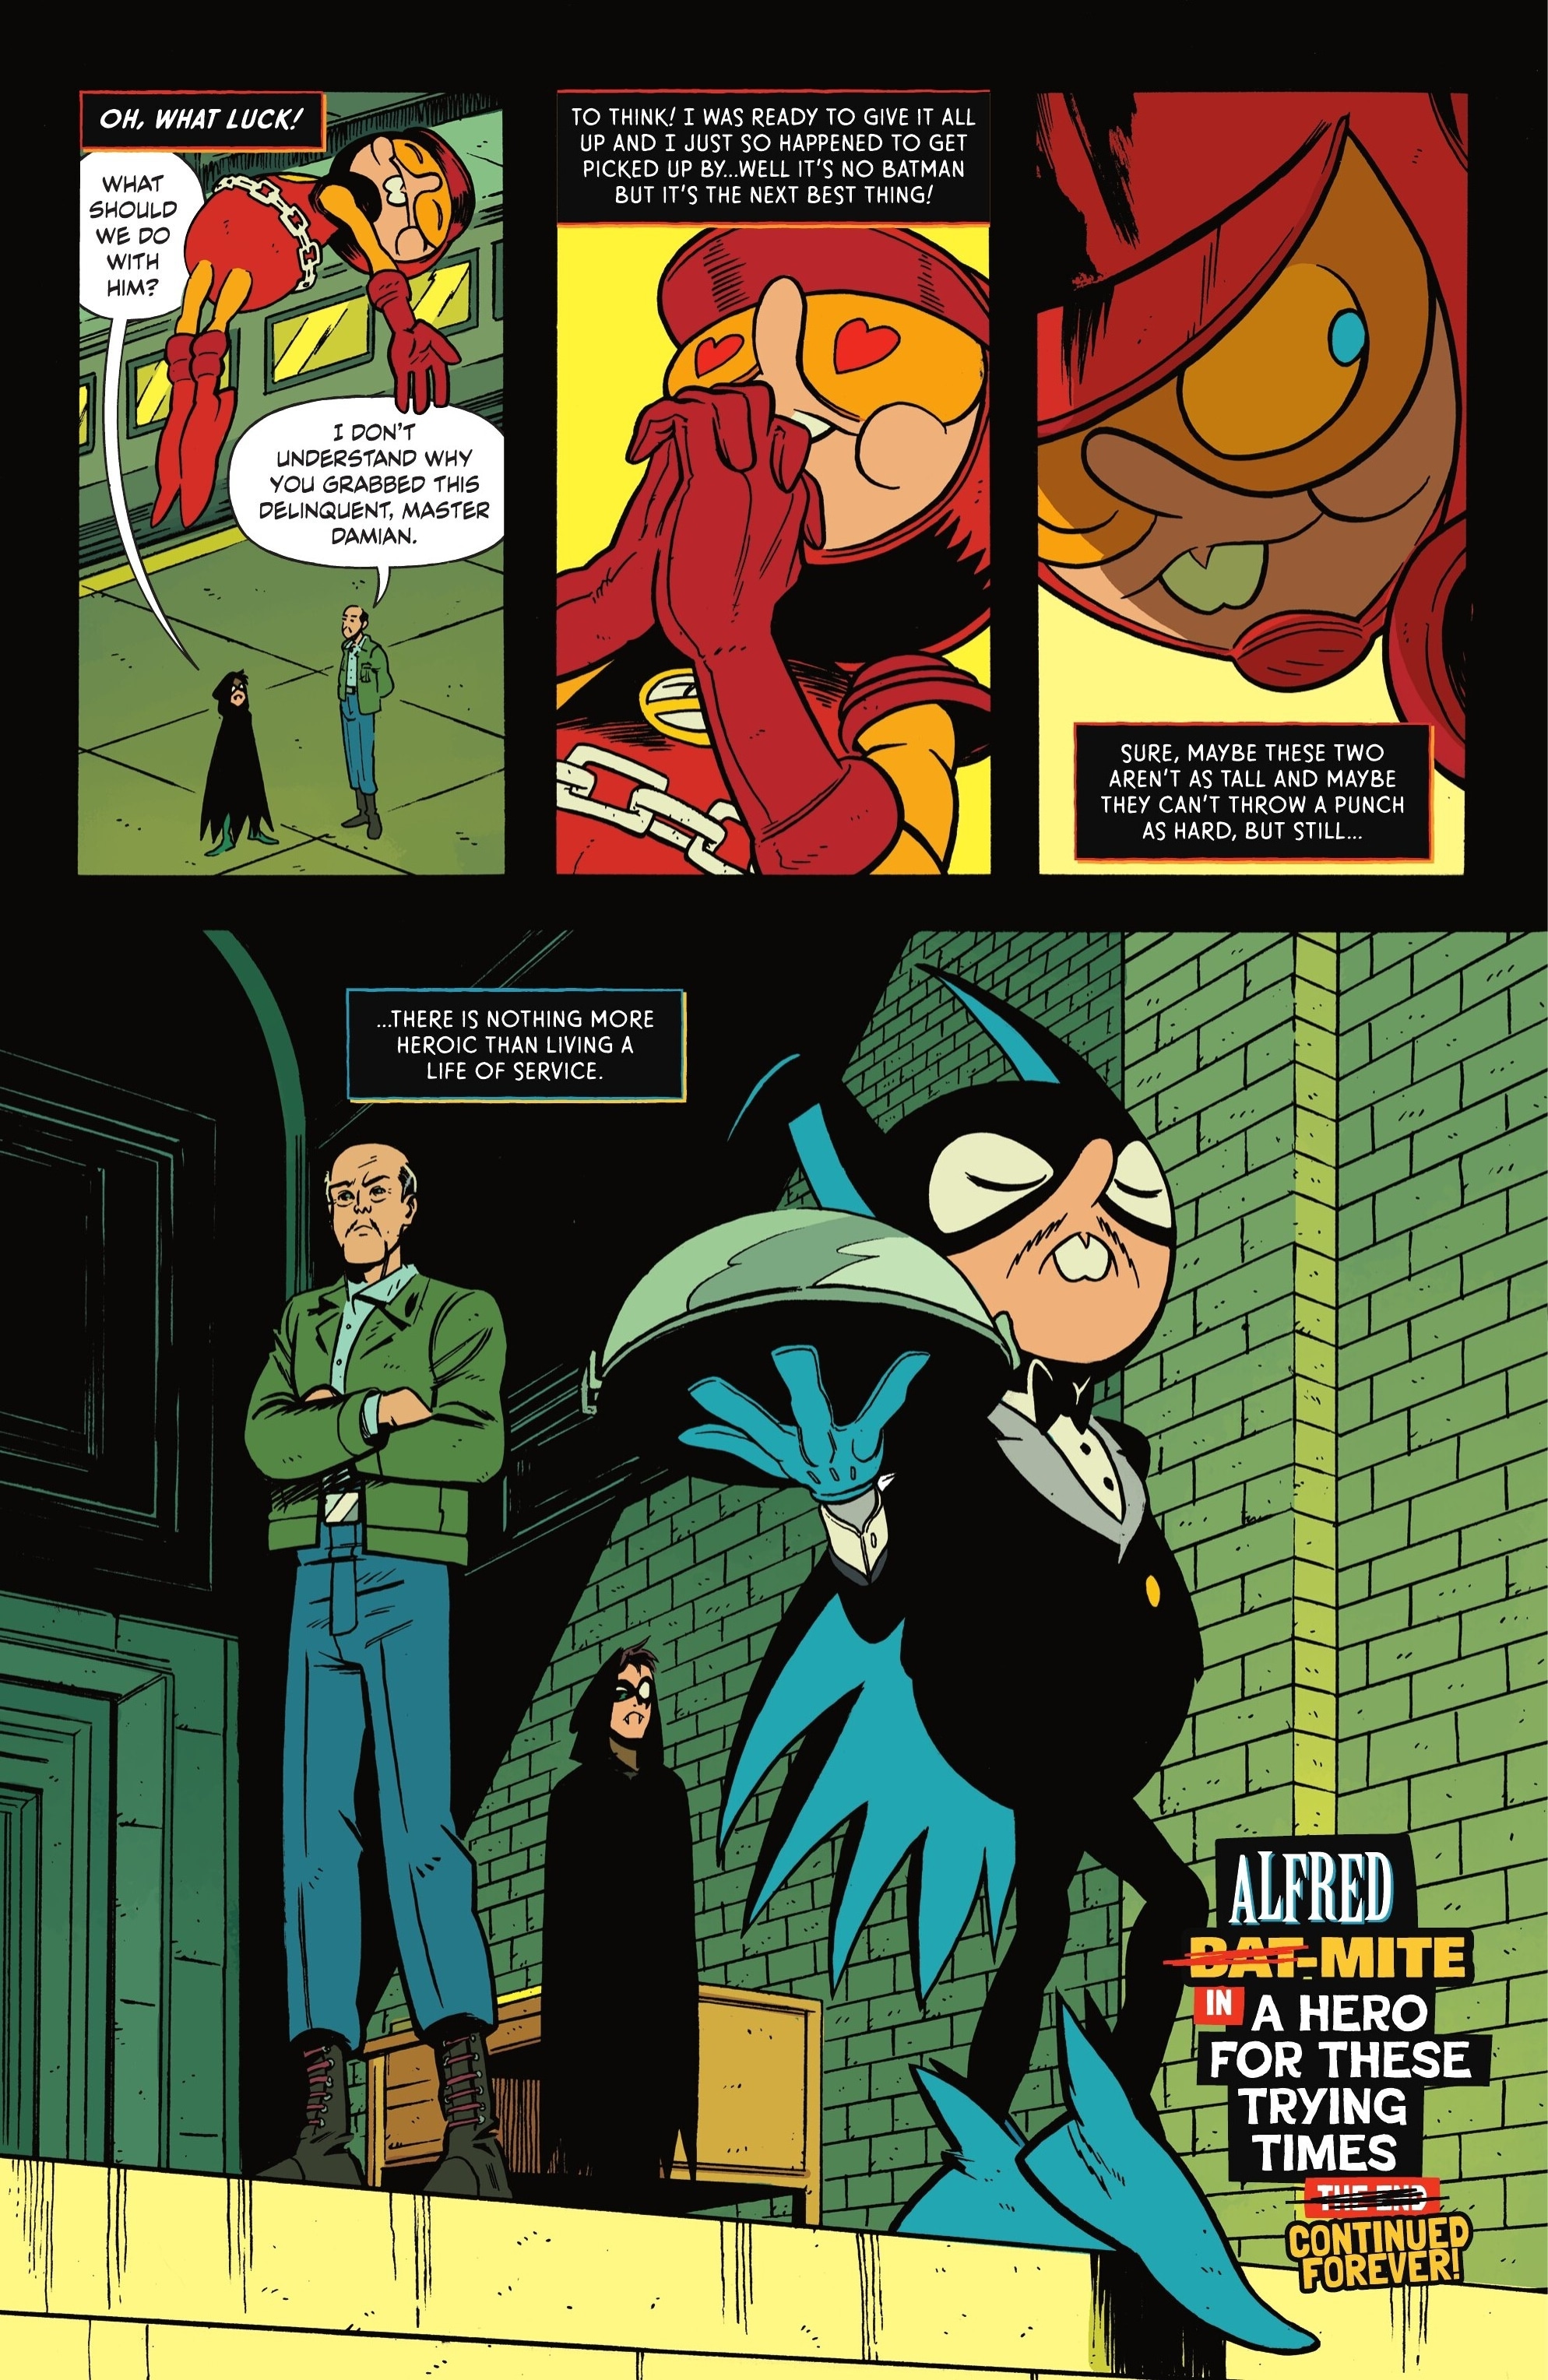 OH, WHAT LUCK!
WHAT
SHOULD
WE DO
WITH
HIM?
I DON'T
UNDERSTAND WHY
YOU GRABBED THIS
DELINQUENT, MASTER
DAMIAN.
TO THINK! I WAS READY TO GIVE IT ALL
UP AND I JUST SO HAPPENED TO GET
PICKED UP BY...WELL IT'S NO BATMAN
BUT IT'S THE NEXT BEST THING!
SURE, MAYBE THESE TWO
AREN'T AS TALL AND MAYBE
THEY CAN'T THROW A PUNCH
AS HARD, BUT STILL...
...THERE IS NOTHING MORE
HEROIC THAN LIVING A
LIFE OF SERVICE.
ALFRED
BAT-MITE
IN A HERO
FOR THESE
TRYING
TIMES
THE END
CONTINUED
FOREVER!